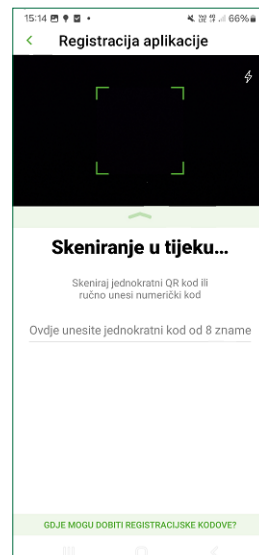 15:14 66%
Registracija aplikacije
Skeniranje u tijeku...
Skeniraj jednokratni QR kod ili
ručno unesi numerički kod
Ovdje unesite jednokratni kod od 8 zname
GDJE MOGU DOBITI REGISTRACIJSKE KODOVE?